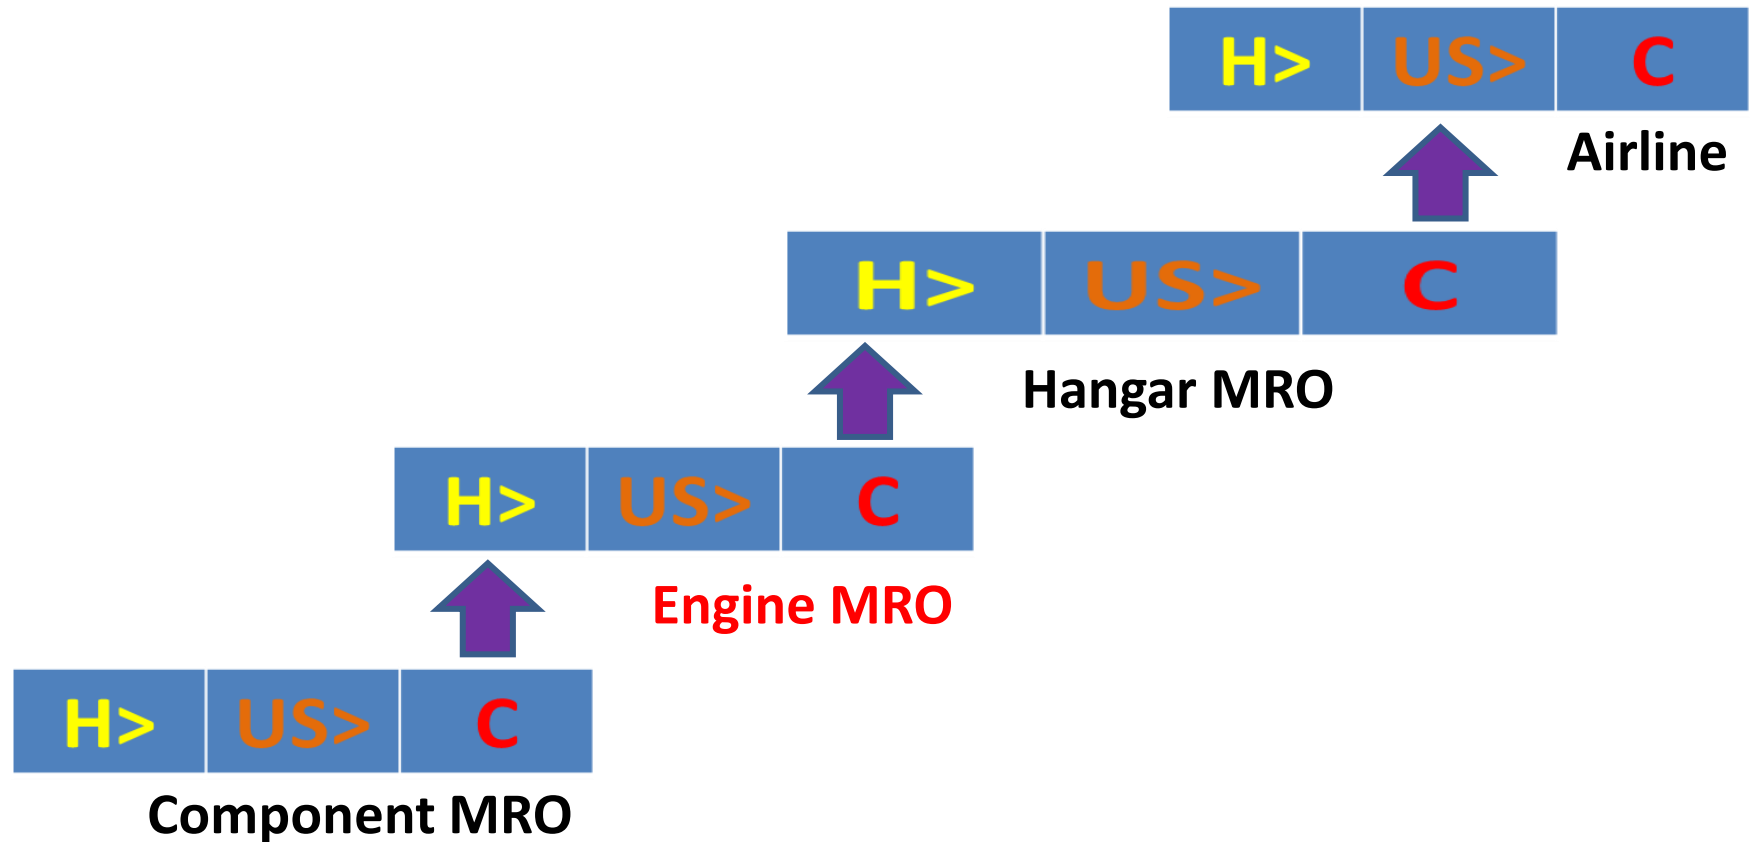 H> US> C
Airline
H> US> C
Hangar MRO
H> US> C
Engine MRO
H> US> C
Component MRO